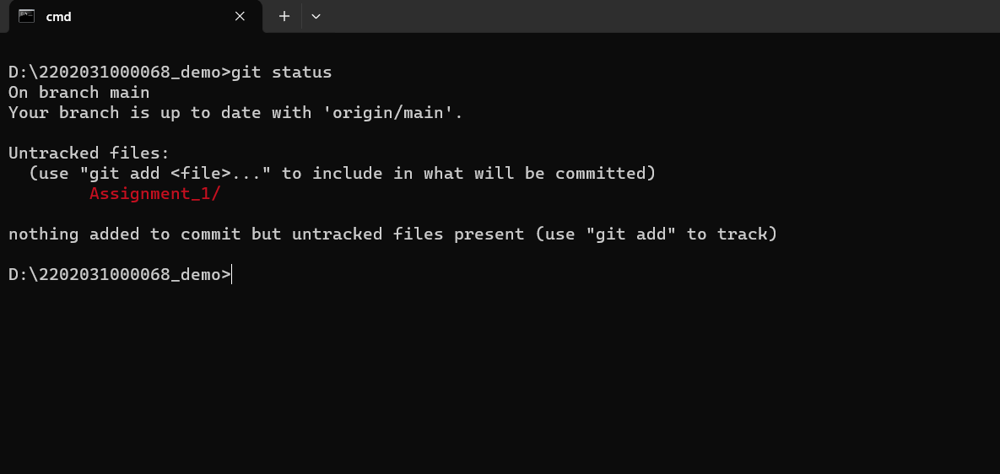 cmd
D:\2202031000068_demo>git status
On branch main
Your branch is up to date with 'origin/main'.
Untracked files:
(use "git add <file>..." to include in what will be committed)
Assignment_1/
nothing added to commit but untracked files present (use "git add" to track)
D:\2202031000068_demo>